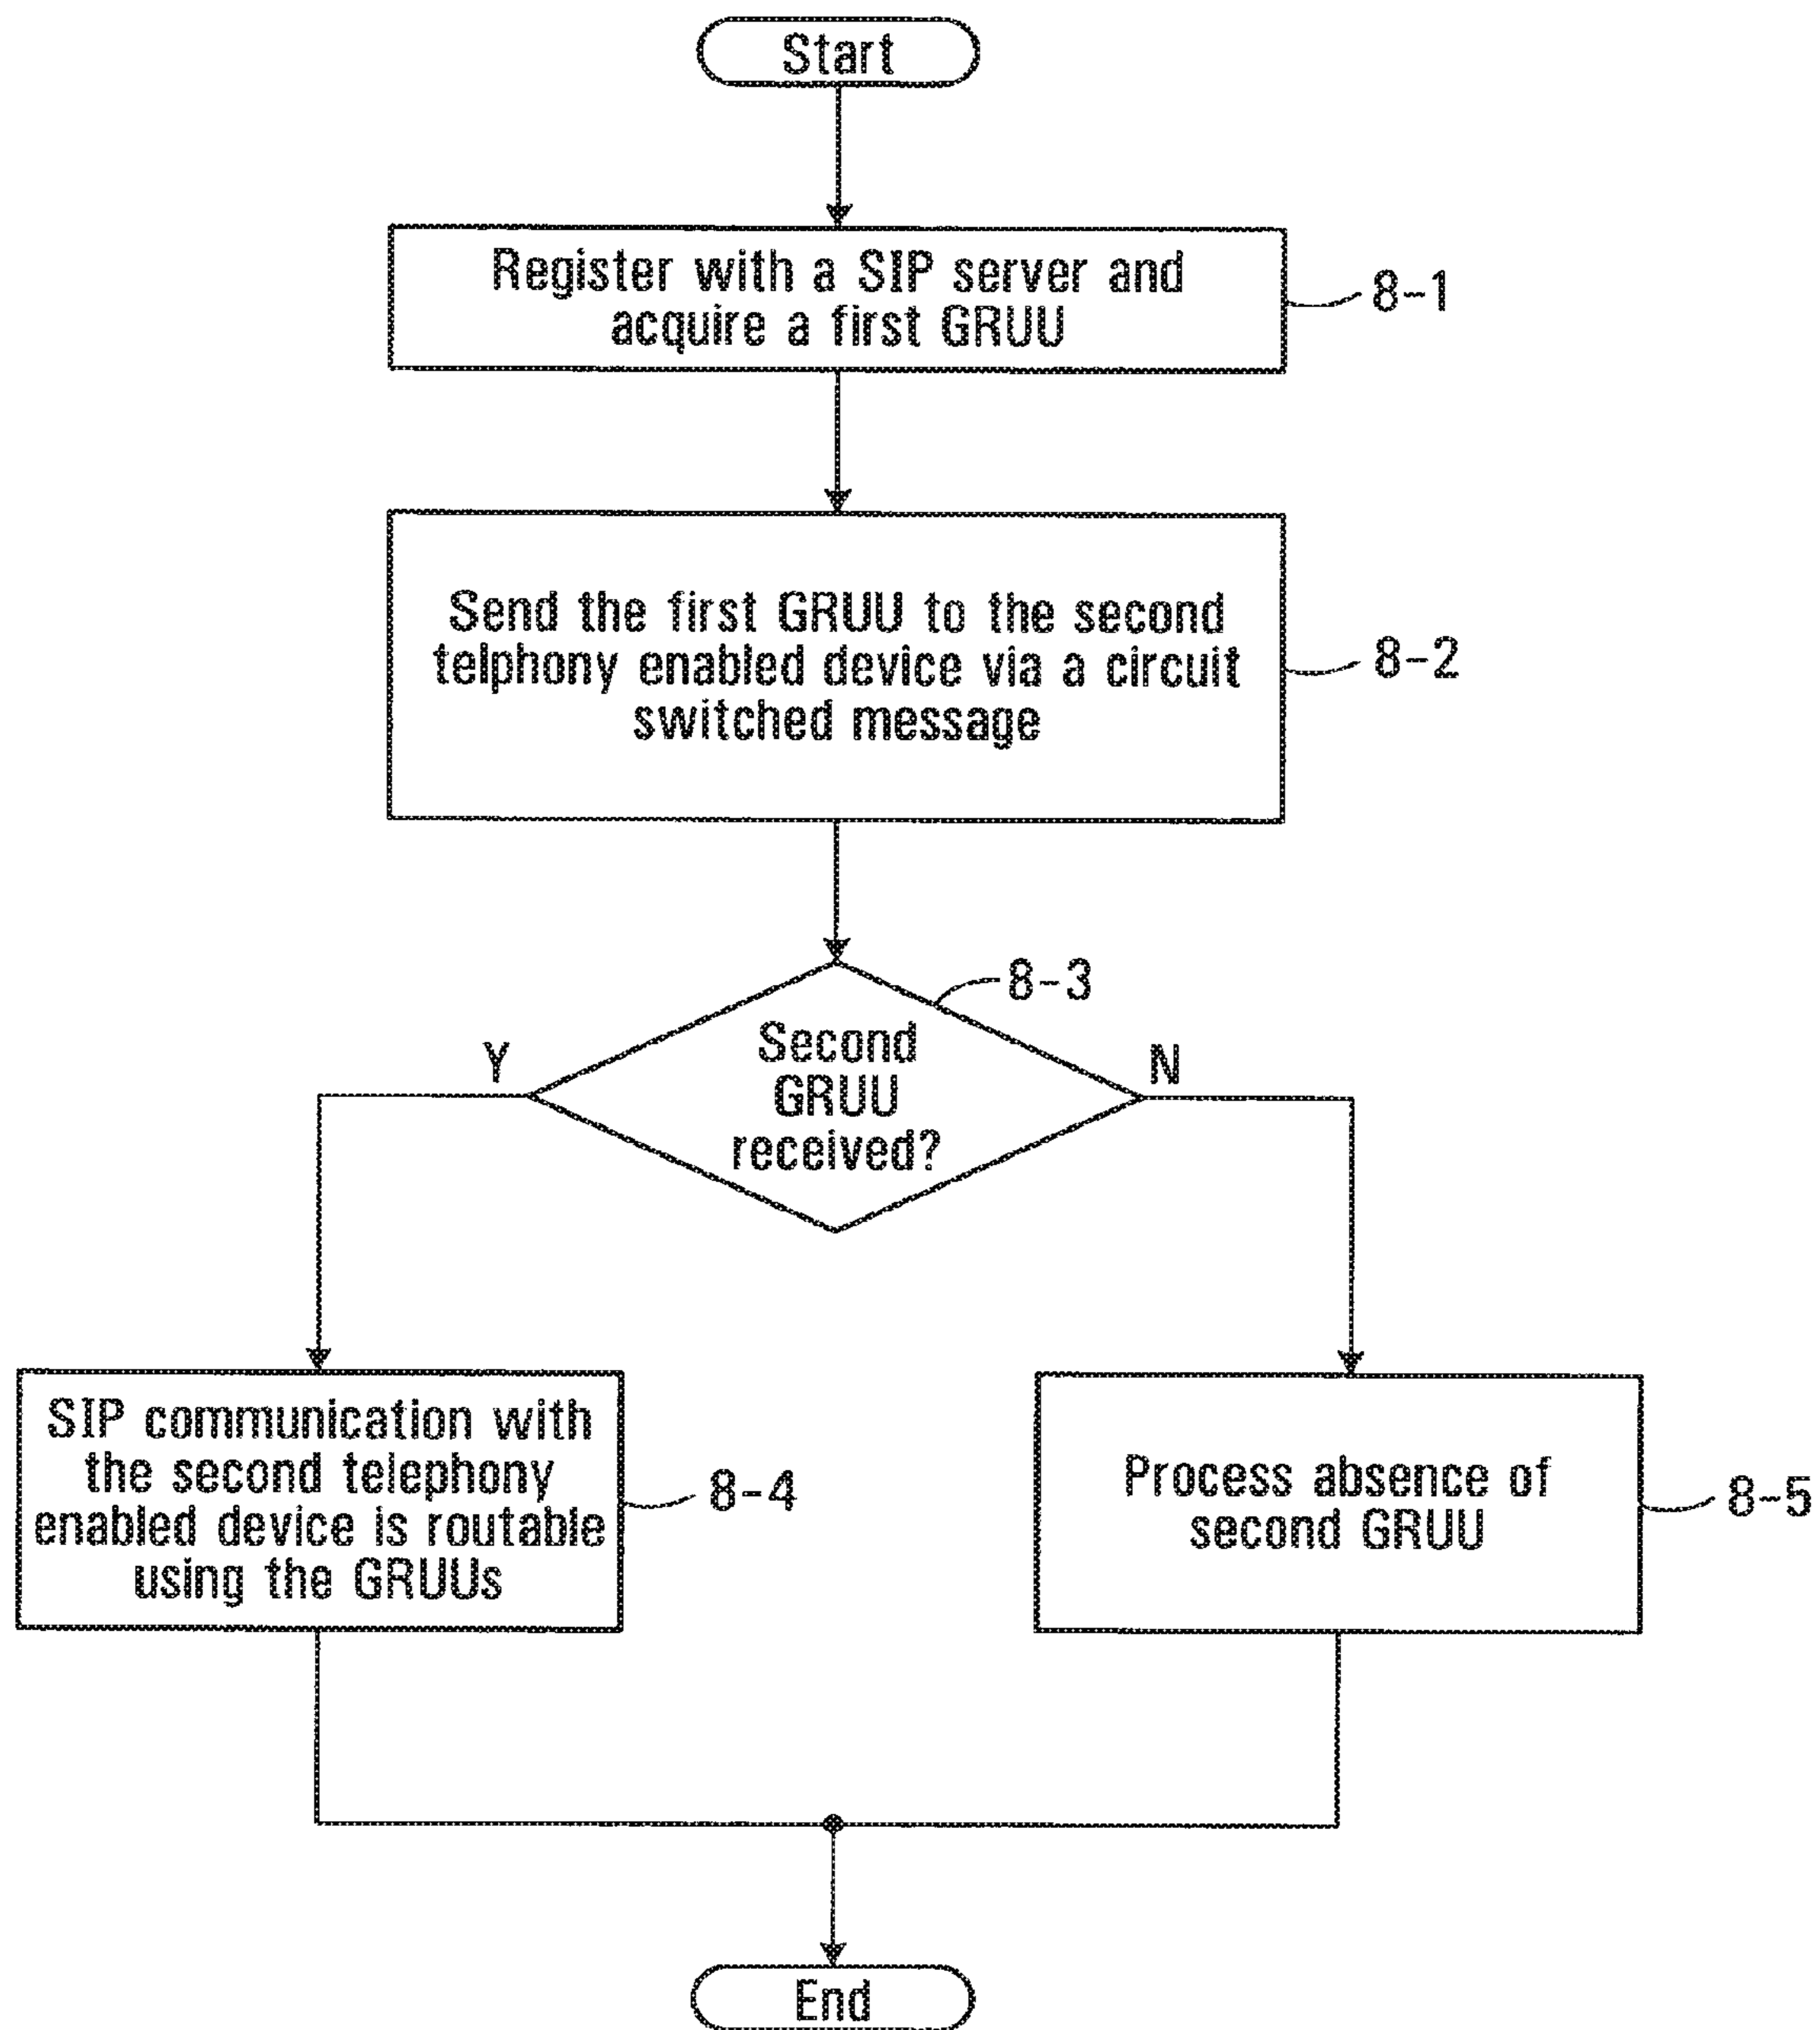 Start
Register with a SIP server and
acquire a first GRUU
8-1
Send the first GRUU to the second
telphony enabled device via a circuit
switched message
8-2
8-3
Second
GRUU
received?
Y
N
SIP communication with
the second telephony
enabled device is routable
using the GRUUs
8-4
Process absence of
second GRUU
8-5
End